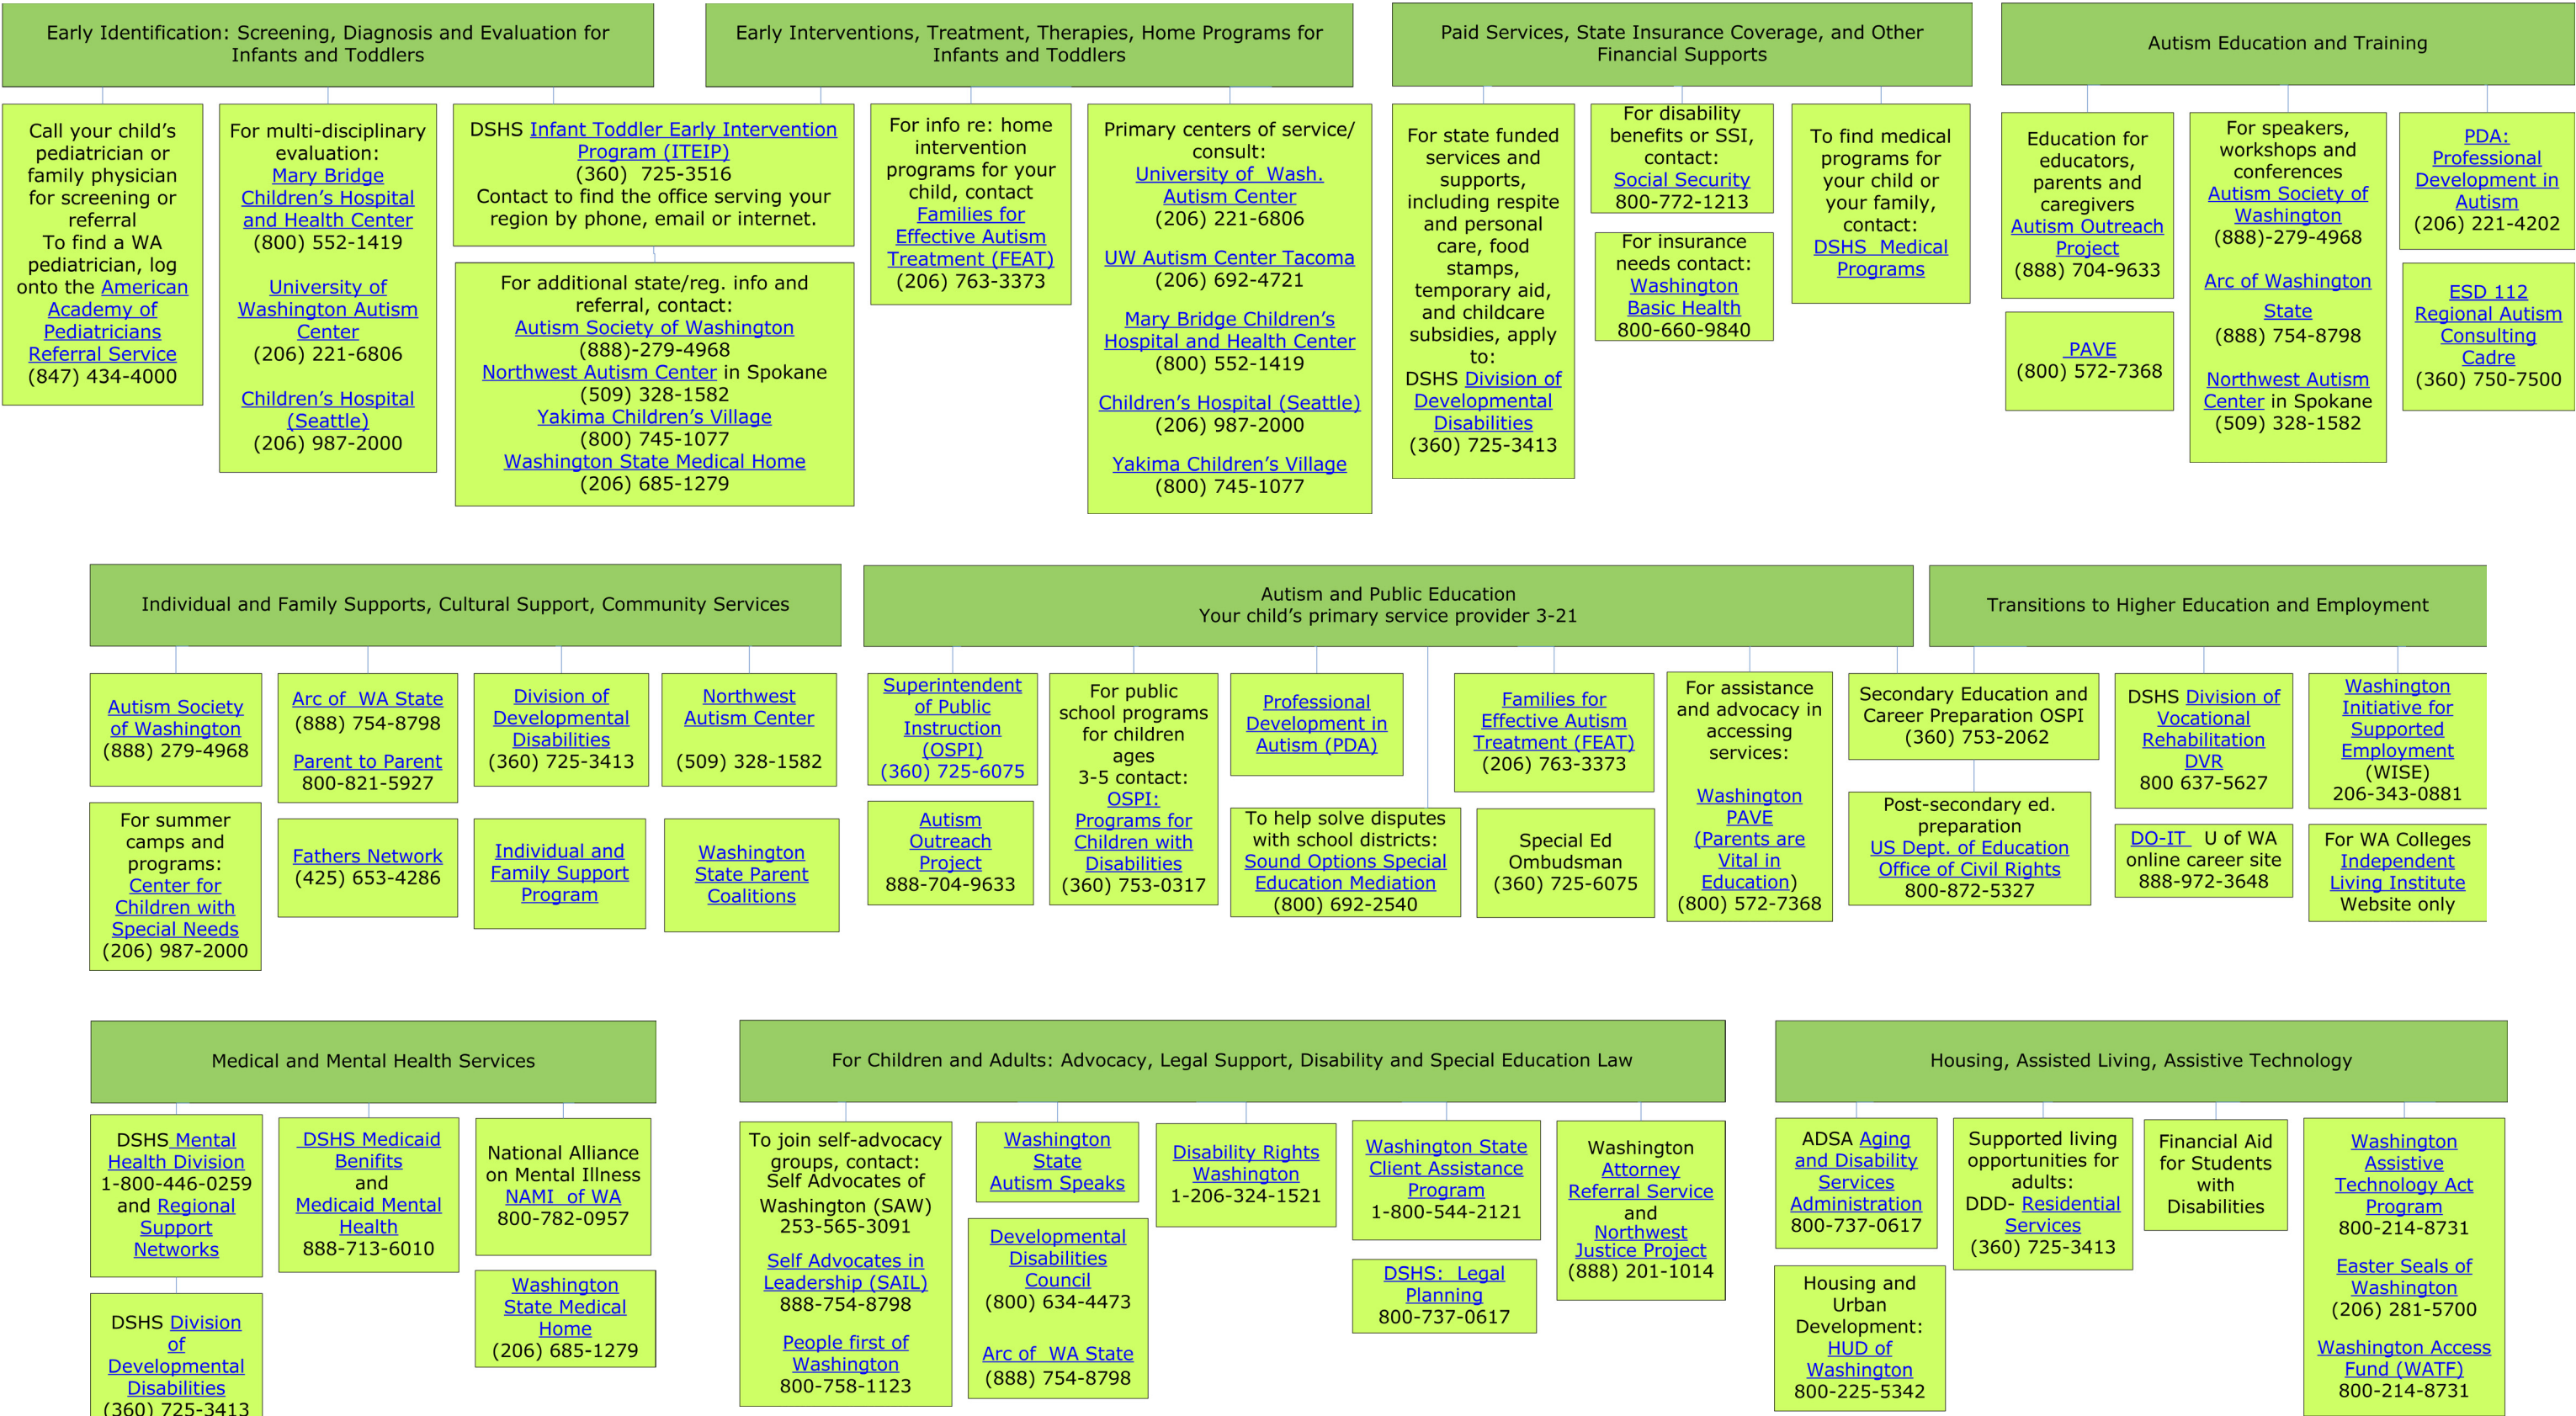 Early Identification: Screening, Diagnosis and Evaluation for
Infants and Toddlers
Call your child’s
pediatrician or
family physician
for screening or
referral
To find a WA
pediatrician, log
onto the American
Academy of
Pediatricians
Referral Service
(847) 434-4000
For multi-disciplinary
evaluation:
Mary Bridge
Children’s Hospital
and Health Center
(800) 552-1419
University of
Washington Autism
Center
(206) 221-6806
Children’s Hospital
(Seattle)
(206) 987-2000
DSHS Infant Toddler Early Intervention
Program (ITEIP)
(360)  725-3516
Contact to find the office serving your
region by phone, email or internet.
For additional state/reg. info and
referral, contact:
Autism Society of Washington
(888)-279-4968
Northwest Autism Center in Spokane
(509) 328-1582
Yakima Children’s Village
(800) 745-1077
Washington State Medical Home
(206) 685-1279
Early Interventions, Treatment, Therapies, Home Programs for
Infants and Toddlers
For info re: home
intervention
programs for your
child, contact
Families for
Effective Autism
Treatment (FEAT)
(206) 763-3373
Primary centers of service/
consult:
University of  Wash.
Autism Center
(206) 221-6806
UW Autism Center Tacoma
(206) 692-4721
Mary Bridge Children’s
Hospital and Health Center
(800) 552-1419
Children’s Hospital (Seattle)
(206) 987-2000
Yakima Children’s Village
(800) 745-1077
Paid Services, State Insurance Coverage, and Other
Financial Supports
For state funded
services and
supports,
including respite
and personal
care, food
stamps,
temporary aid,
and childcare
subsidies, apply
to:
DSHS Division of
Developmental
Disabilities
(360) 725-3413
For disability
benefits or SSI,
contact:
Social Security
800-772-1213
For insurance
needs contact:
Washington
Basic Health
800-660-9840
To find medical
programs for
your child or
your family,
contact:
DSHS  Medical
Programs
Autism Education and Training
Education for
educators,
parents and
caregivers
Autism Outreach
Project
(888) 704-9633
PAVE
(800) 572-7368
For speakers,
workshops and
conferences
Autism Society of
Washington
(888)-279-4968
Arc of Washington
State
(888) 754-8798
Northwest Autism
Center in Spokane
(509) 328-1582
PDA:
Professional
Development in
Autism
(206) 221-4202
ESD 112
Regional Autism
Consulting
Cadre
(360) 750-7500
Individual and Family Supports, Cultural Support, Community Services
Autism Society
of Washington
(888) 279-4968
For summer
camps and
programs:
Center for
Children with
Special Needs
(206) 987-2000
Arc of  WA State
(888) 754-8798
Parent to Parent
800-821-5927
Fathers Network
(425) 653-4286
Division of
Developmental
Disabilities
(360) 725-3413
Individual and
Family Support
Program
Northwest
Autism Center
(509) 328-1582
Washington
State Parent
Coalitions
Autism and Public Education
Your child’s primary service provider 3-21
Superintendent
of Public
Instruction
(OSPI)
(360) 725-6075
Autism
Outreach
Project
888-704-9633
For public
school programs
for children
ages
3-5 contact:
OSPI:
Programs for
Children with
Disabilities
(360) 753-0317
Professional
Development in
Autism (PDA)
To help solve disputes
with school districts:
Sound Options Special
Education Mediation
(800) 692-2540
Families for
Effective Autism
Treatment (FEAT)
(206) 763-3373
Special Ed
Ombudsman
(360) 725-6075
For assistance
and advocacy in
accessing
services:
Washington
PAVE
(Parents are
Vital in
Education)
(800) 572-7368
Transitions to Higher Education and Employment
Secondary Education and
Career Preparation OSPI
(360) 753-2062
Post-secondary ed.
preparation
US Dept. of Education
Office of Civil Rights
800-872-5327
DSHS Division of
Vocational
Rehabilitation
DVR
800 637-5627
DO-IT  U of WA
online career site
888-972-3648
Washington
Initiative for
Supported
Employment
(WISE)
206-343-0881
For WA Colleges
Independent
Living Institute
Website only
Medical and Mental Health Services
DSHS Mental
Health Division
1-800-446-0259
and Regional
Support
Networks
DSHS Division
of
Developmental
Disabilities
(360) 725-3413
DSHS Medicaid
Benifits
and
Medicaid Mental
Health
888-713-6010
National Alliance
on Mental Illness
NAMI  of WA
800-782-0957
Washington
State Medical
Home
(206) 685-1279
For Children and Adults: Advocacy, Legal Support, Disability and Special Education Law
To join self-advocacy
groups, contact:
Self Advocates of
Washington (SAW)
253-565-3091
Self Advocates in
Leadership (SAIL)
888-754-8798
People first of
Washington
800-758-1123
Washington
State
Autism Speaks
Developmental
Disabilities
Council
(800) 634-4473
Arc of  WA State
(888) 754-8798
Disability Rights
Washington
1-206-324-1521
Washington State
Client Assistance
Program
1-800-544-2121
DSHS:  Legal
Planning
800-737-0617
Washington
Attorney
Referral Service
and
Northwest
Justice Project
(888) 201-1014
Housing, Assisted Living, Assistive Technology
ADSA Aging
and Disability
Services
Administration
800-737-0617
Housing and
Urban
Development:
HUD of
Washington
800-225-5342
Supported living
opportunities for
adults:
DDD- Residential
Services
(360) 725-3413
Financial Aid
for Students
with
Disabilities
Washington
Assistive
Technology Act
Program
800-214-8731
Easter Seals of
Washington
(206) 281-5700
Washington Access
Fund (WATF)
800-214-8731